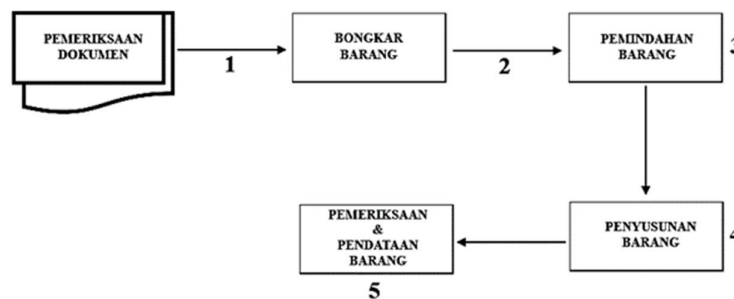 PEMERIKSAAN
DOKUMEN
1
BONGKAR
BARANG
2
PEMINDAHAN
BARANG
3
PENYUSUNAN
BARANG
4
PEMERIKSAAN
&
PENDATAAN
BARANG
5